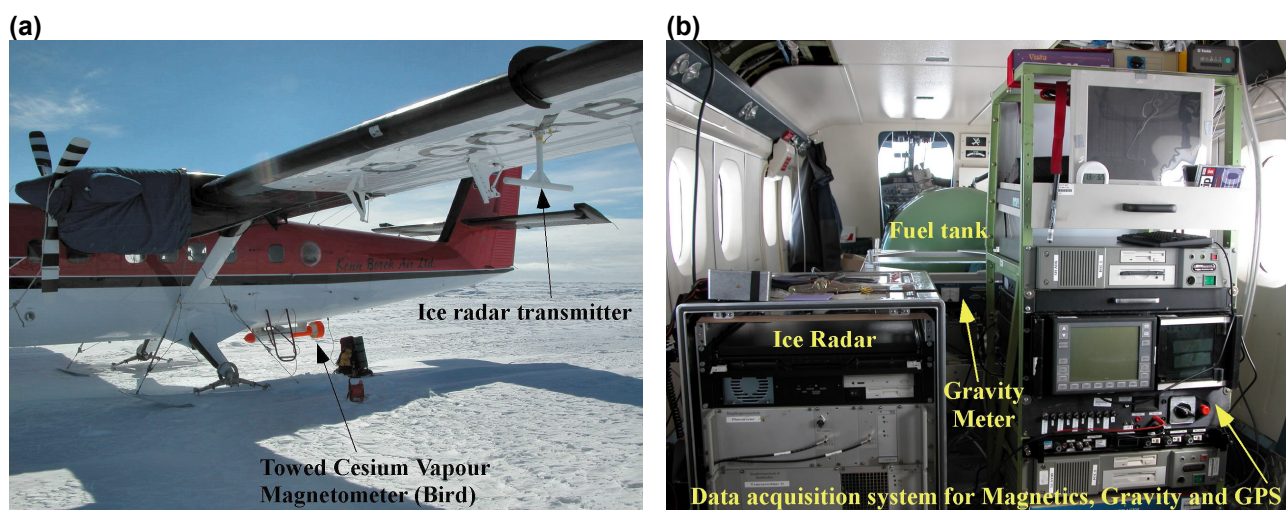 (a)
(b)
Kenn Borek Air Ltd.
Ice radar transmitter
Towed Cesium Vapour
Magnetometer (Bird)
Fuel tank
Ice Radar
Gravity
Meter
Data acquisition system for Magnetics, Gravity and GPS